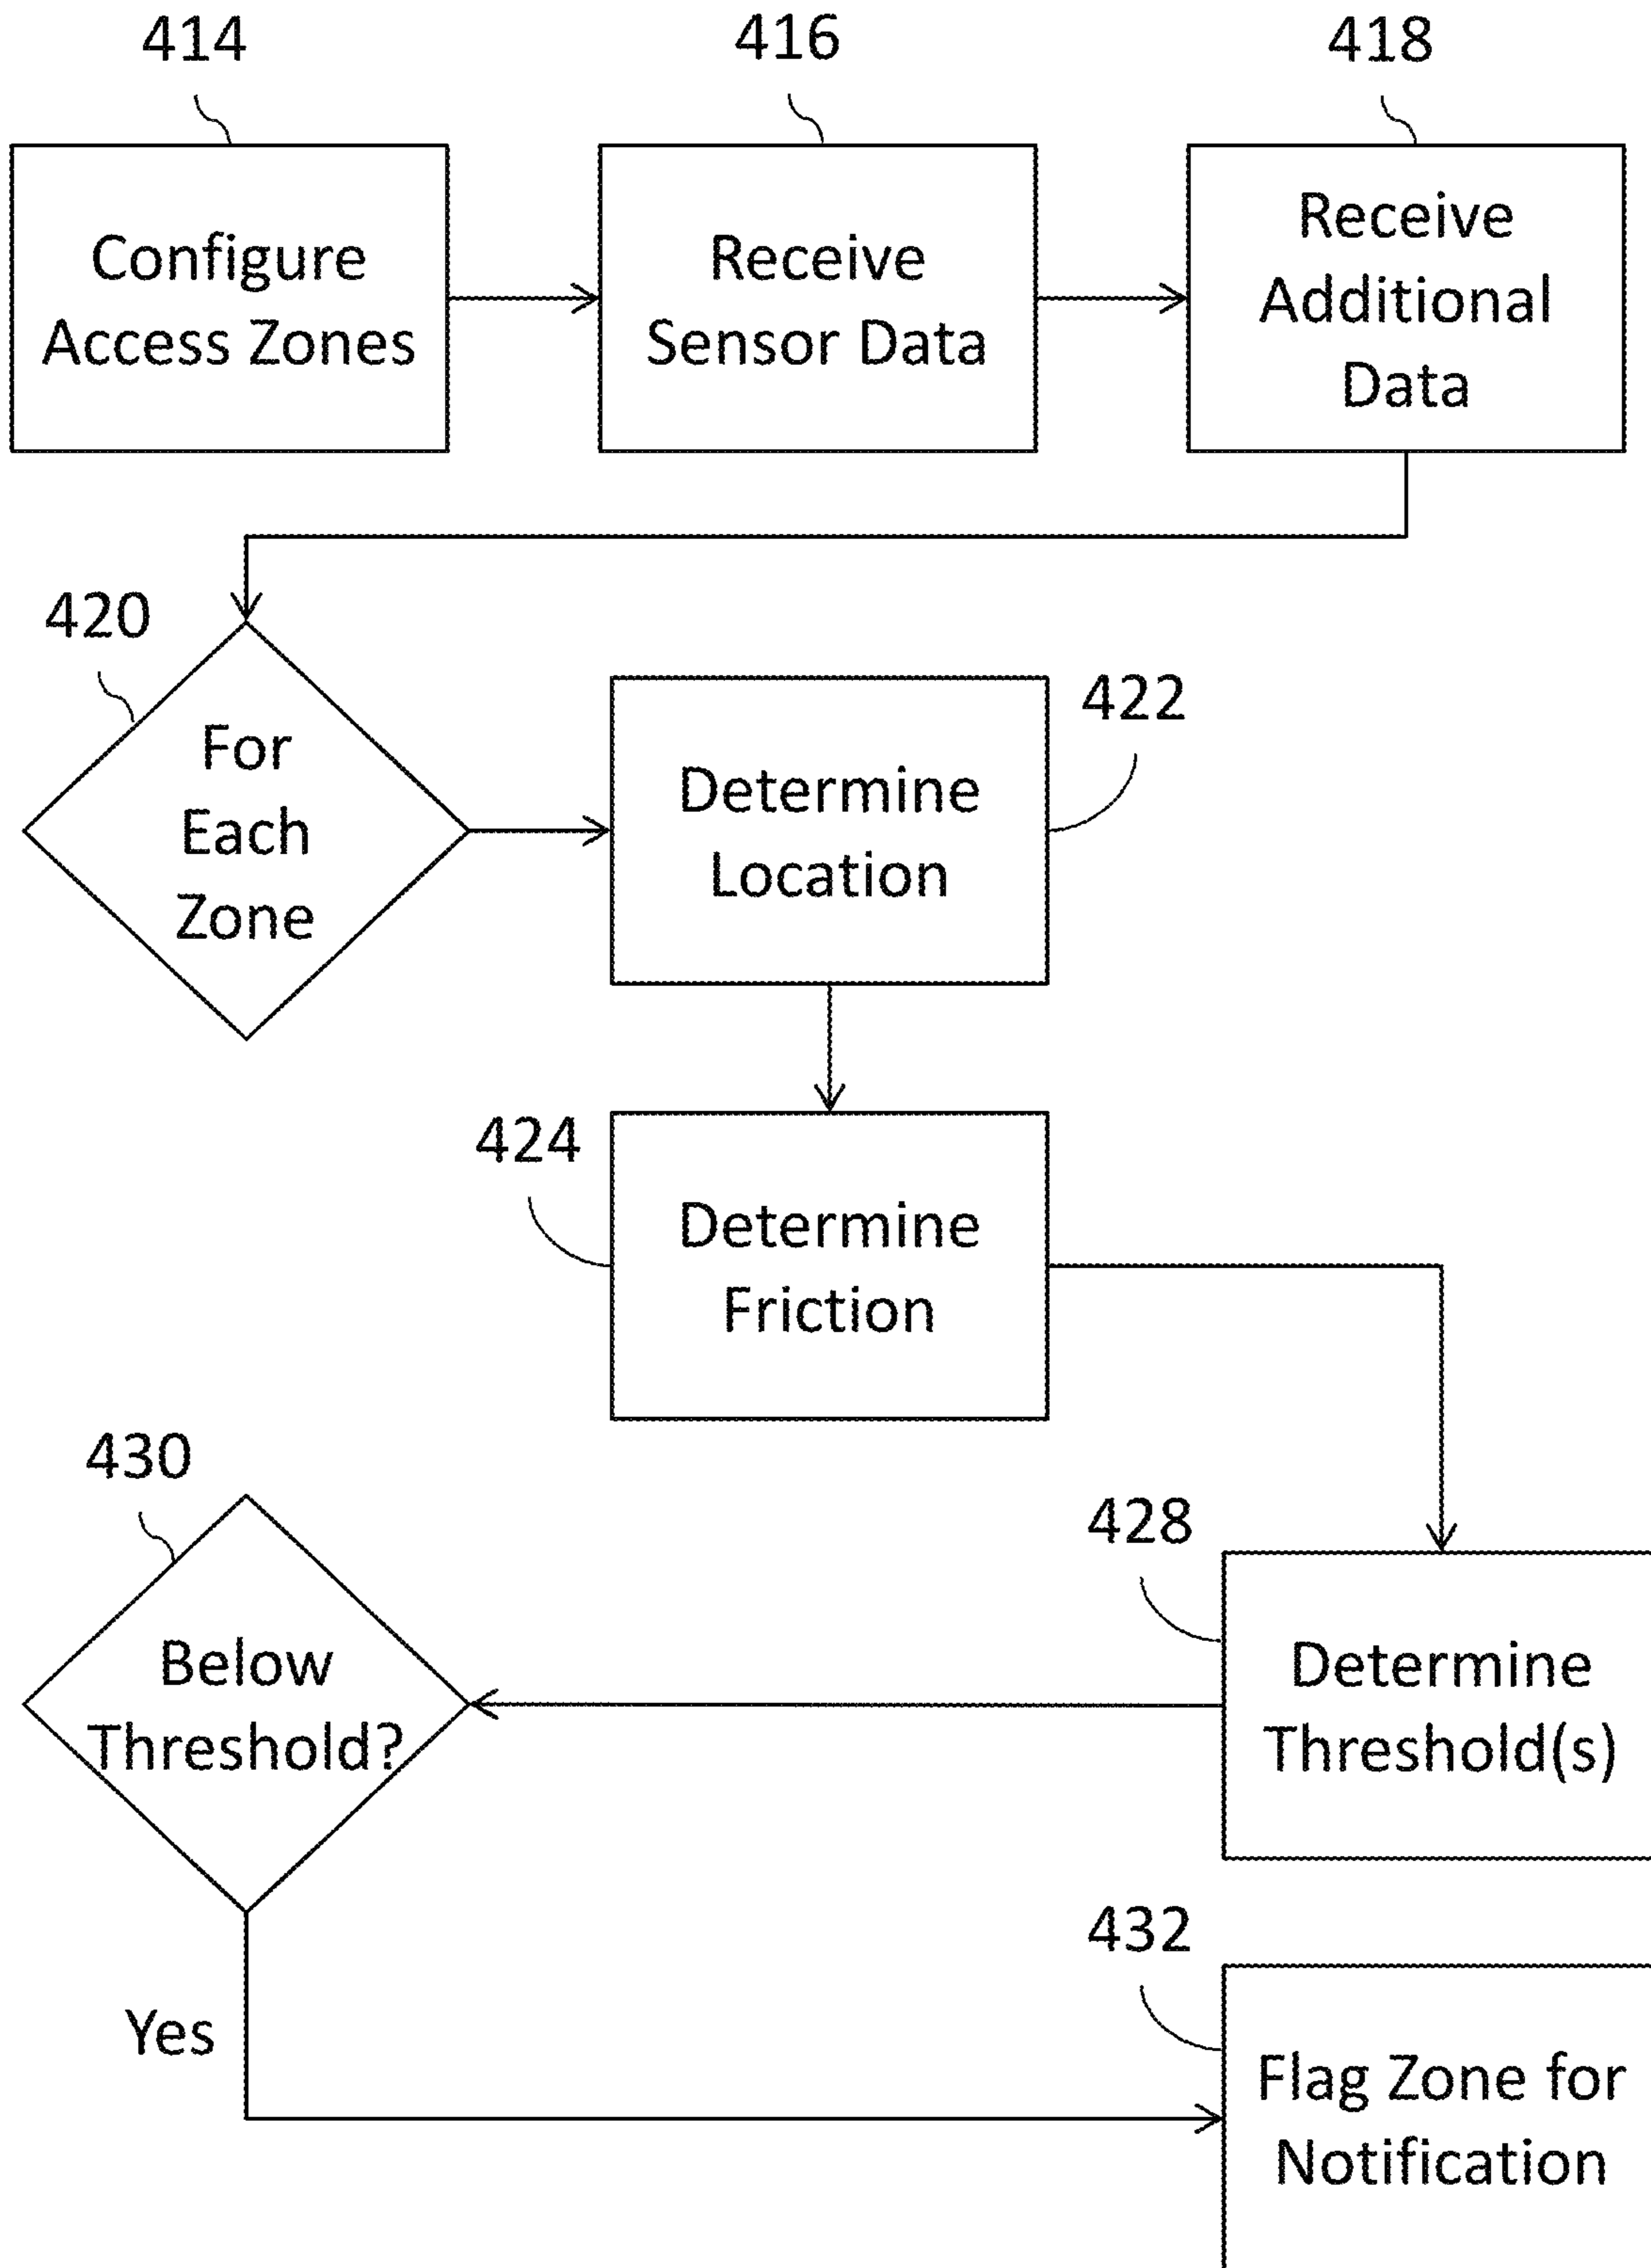 414
416
418
Configure
Access Zones
Receive
Sensor Data
Receive
Additional
Data
420
For
Each
Zone
422
Determine
Location
424
Determine
Friction
430
Below
Threshold?
428
Determine
Threshold(s)
Yes
432
Flag Zone for
Notification